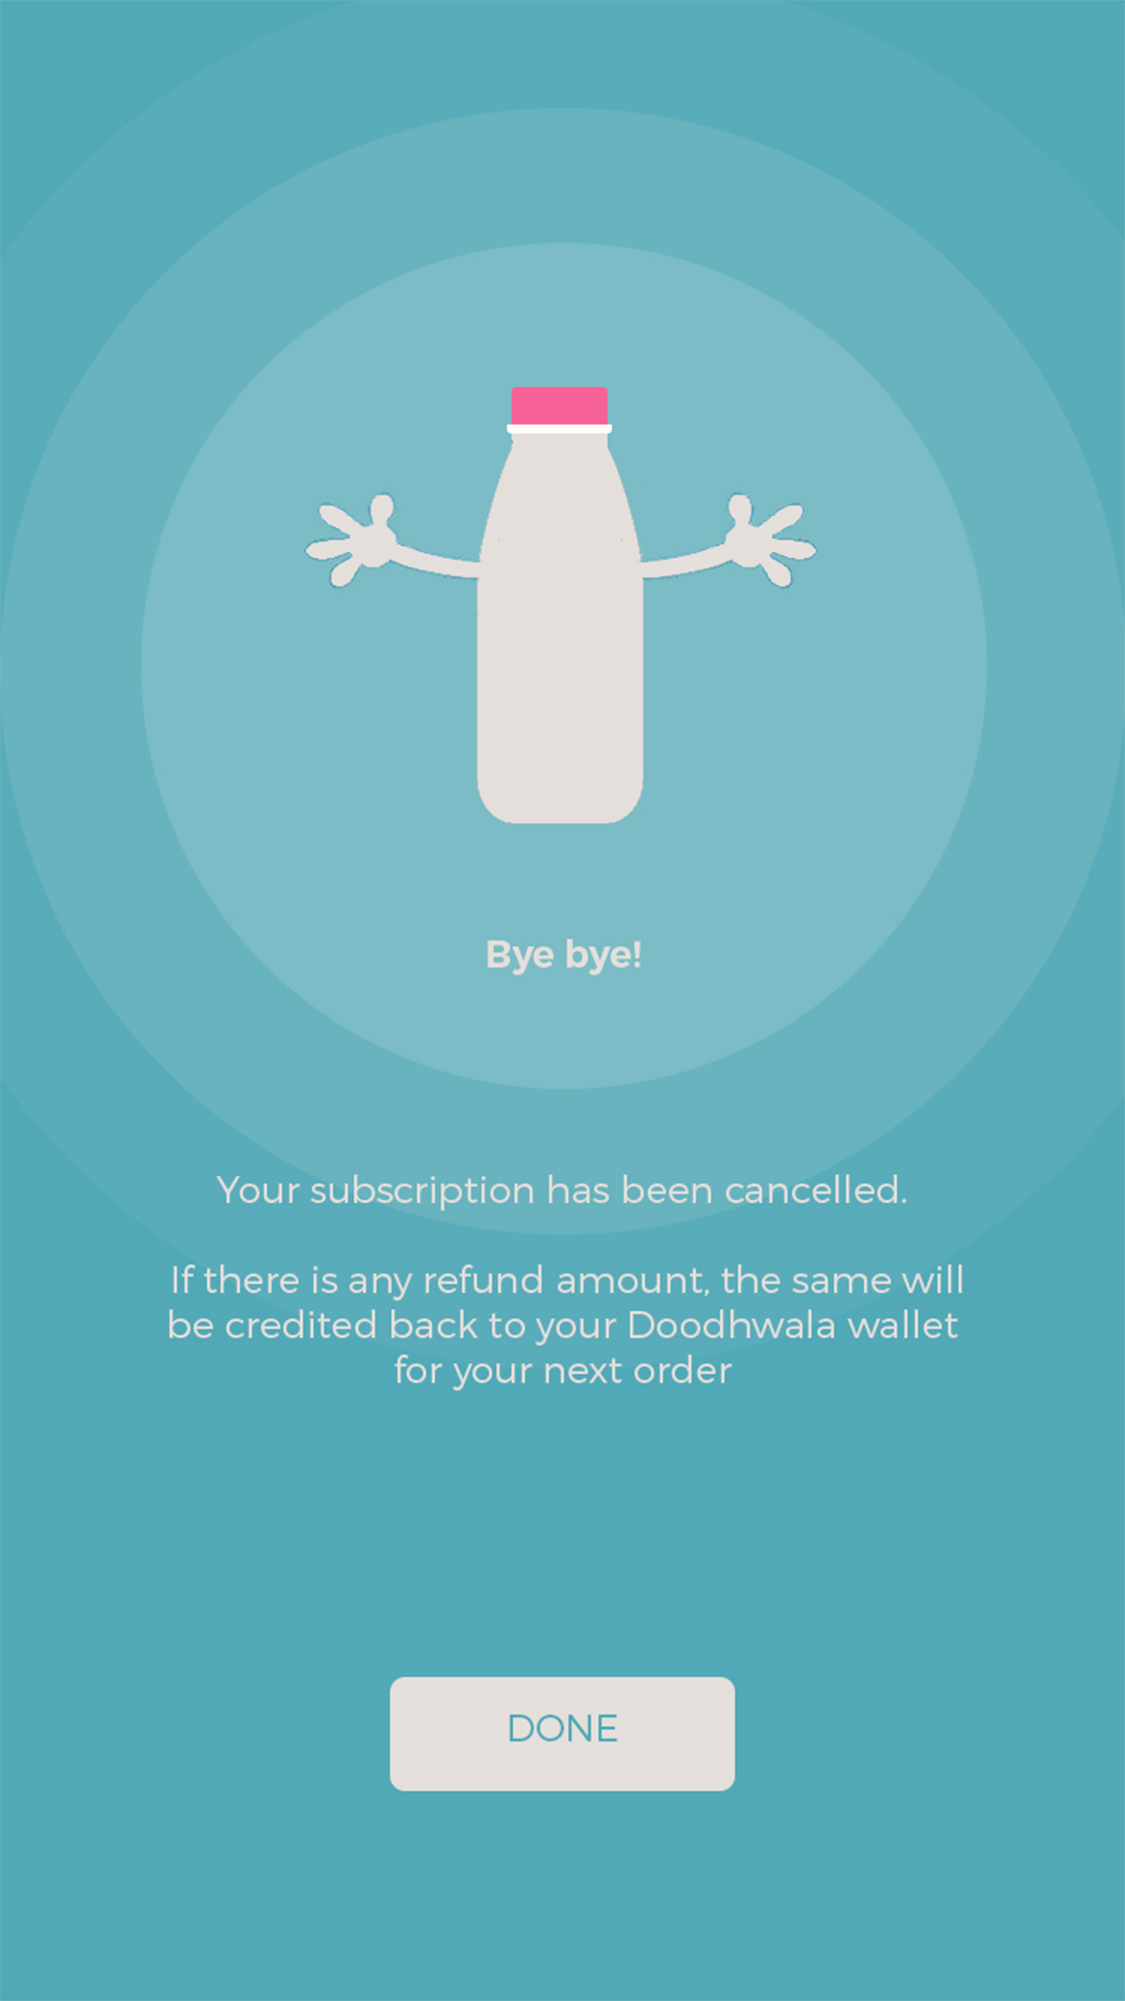 Bye bye!
Your subscription has been cancelled.
If there is any refund amount, the same will
be credited back to your Doodhwala wallet
for your next order
DONE